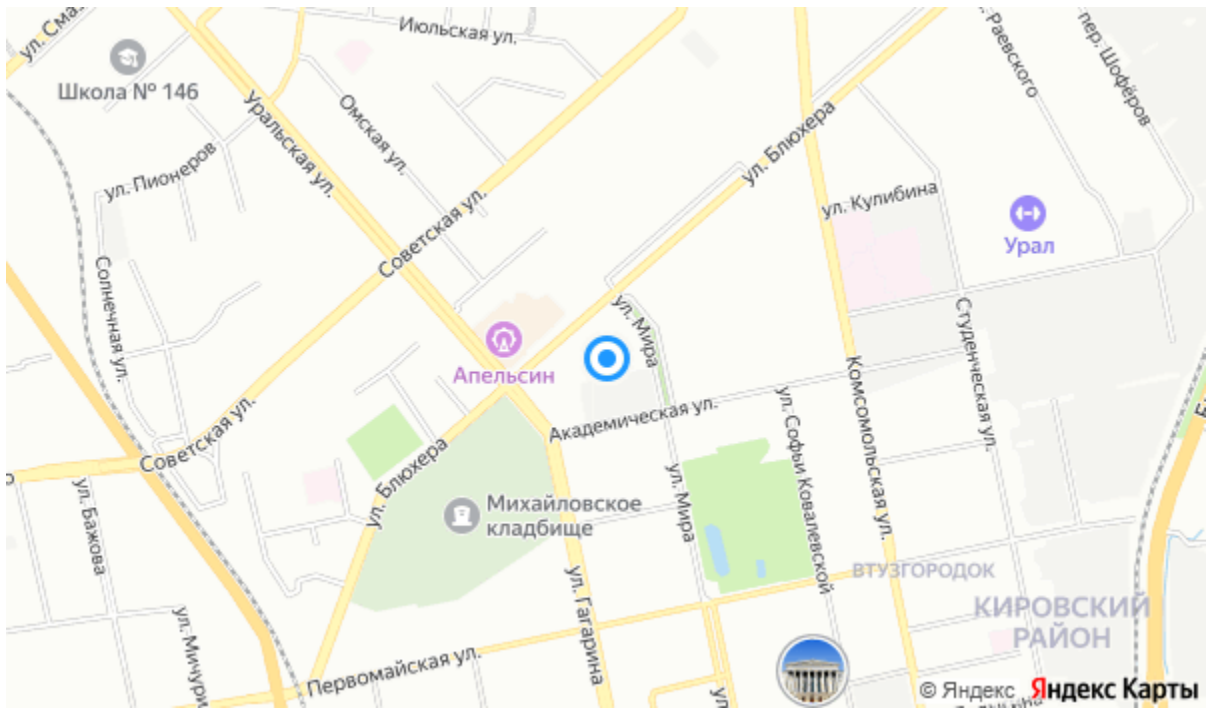 ул. Сма
Июльская ул.
Раевского
пер. Шофёров
Школа № 146
Уральская ул.
Омская ул.
ул. Пионеров
ул. Блюхера
ул. Кулибина
Урал
Советская ул.
Солнечная ул.
ул. Мира
Апельсин
Студенческая ул.
Комсомольская ул.
Академическая ул.
ул. Софьи Ковалевской
Советская ул.
ул. Блюхера
ул. Мира
Михайловское
кладбище
ул. Бажова
ВТУЗГОРОДОК
КИРОВСКИЙ
РАЙОН
ул. Гагарина
ул. Мичури
Первомайская ул.
ул.
© Яндекс Яндекс Карты